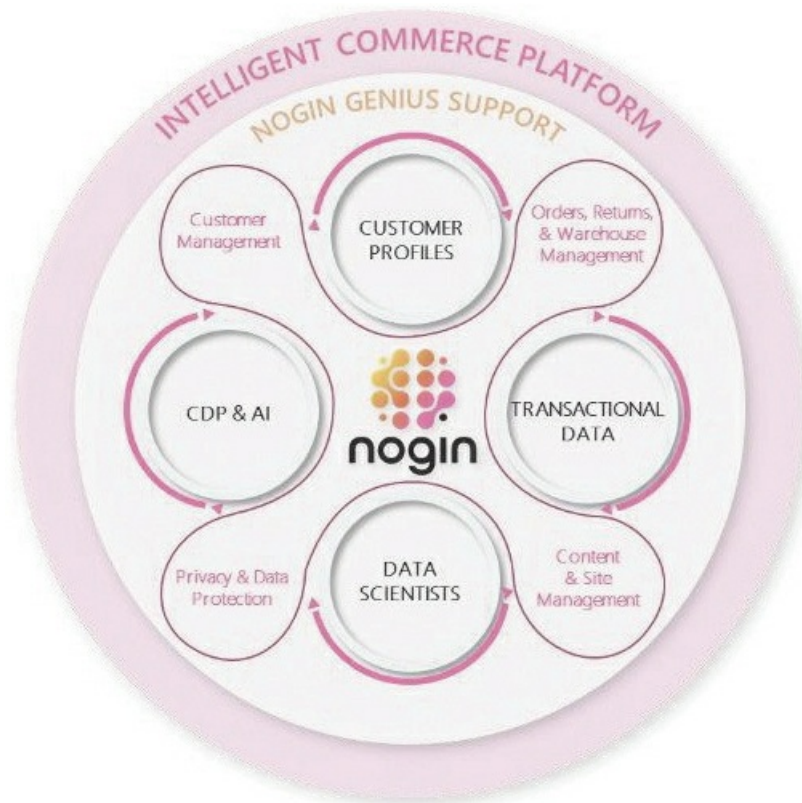 INTELLIGENT COMMERCE PLATFORM
NOGIN GENIUS SUPPORT
Customer
Management
CUSTOMER
PROFILES
Orders, Returns,
& Warehouse
Management
CDP & AI
nogin
TRANSACTIONAL
DATA
Privacy & Data
Protection
DATA
SCIENTISTS
Content
& Site
Management